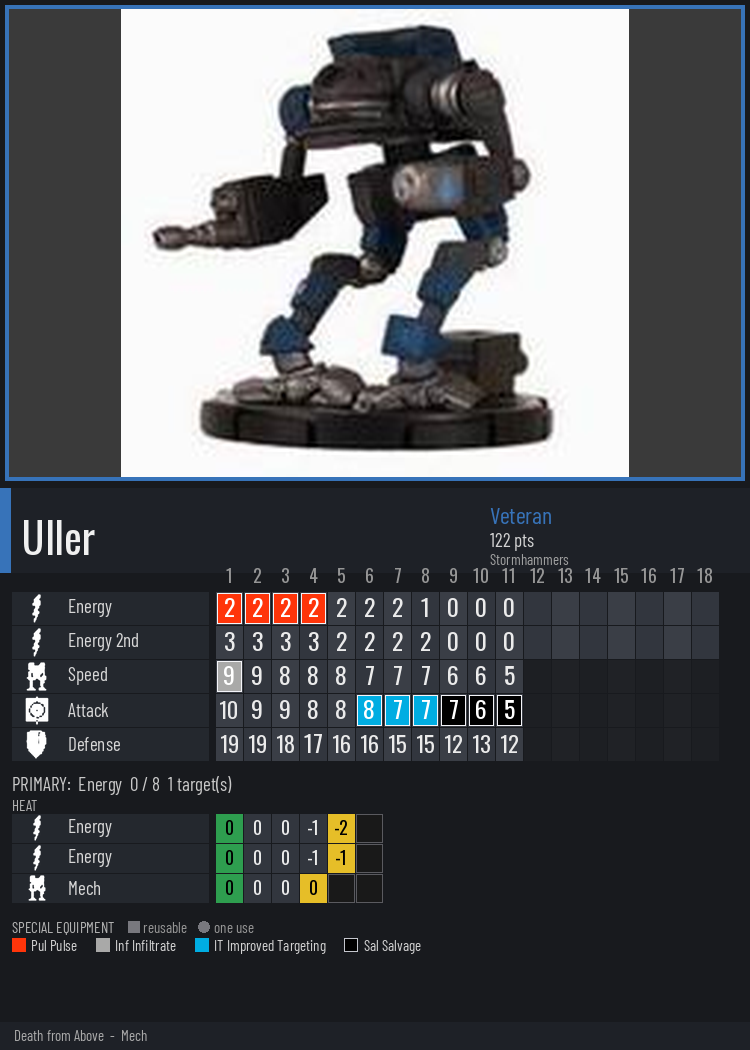 Uller
Veteran
122 pts
Stormhammers
1 2 3 4 5 6 7 8 9 10 11 12 13 14 15 16 17 18
Energy 2 2 2 2 2 2 2 1 0 0 0
Energy 2nd 3 3 3 3 2 2 2 2 0 0 0
Speed 9 9 8 8 8 7 7 7 6 6 5
Attack 10 9 9 8 8 8 7 7 7 6 5
Defense 19 19 18 17 16 16 15 15 12 13 12
PRIMARY: Energy 0 / 8 1 target(s)
HEAT
Energy 0 0 0 -1 -2
Energy 0 0 0 -1 -1
Mech 0 0 0 0
SPECIAL EQUIPMENT reusable one use
Pul Pulse Inf Infiltrate IT Improved Targeting Sal Salvage
Death from Above - Mech